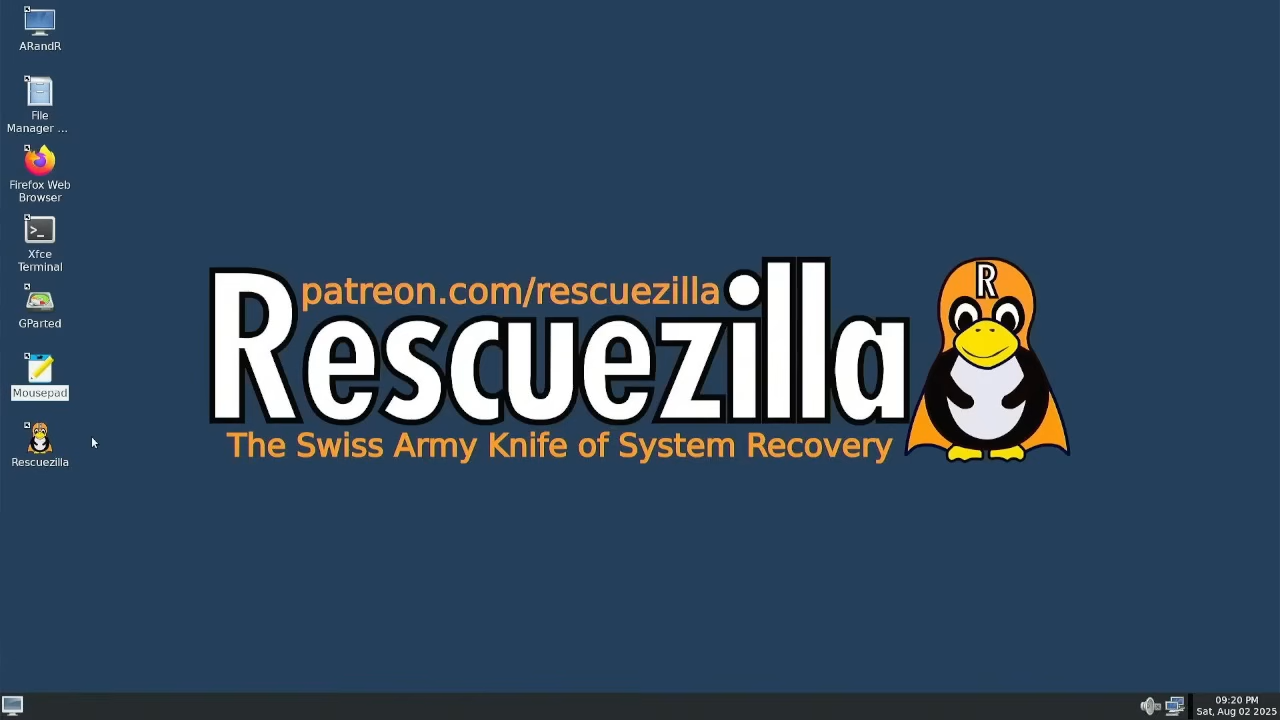 ARandR
File
Manager ...
Firefox Web
Browser
>_
Xfce
Terminal
GParted
Mousepad
Rescuezilla
patreon.com/rescuezilla
Rescuezilla
R
The Swiss Army Knife of System Recovery
09:20 PM
Sat, Aug 02 2025